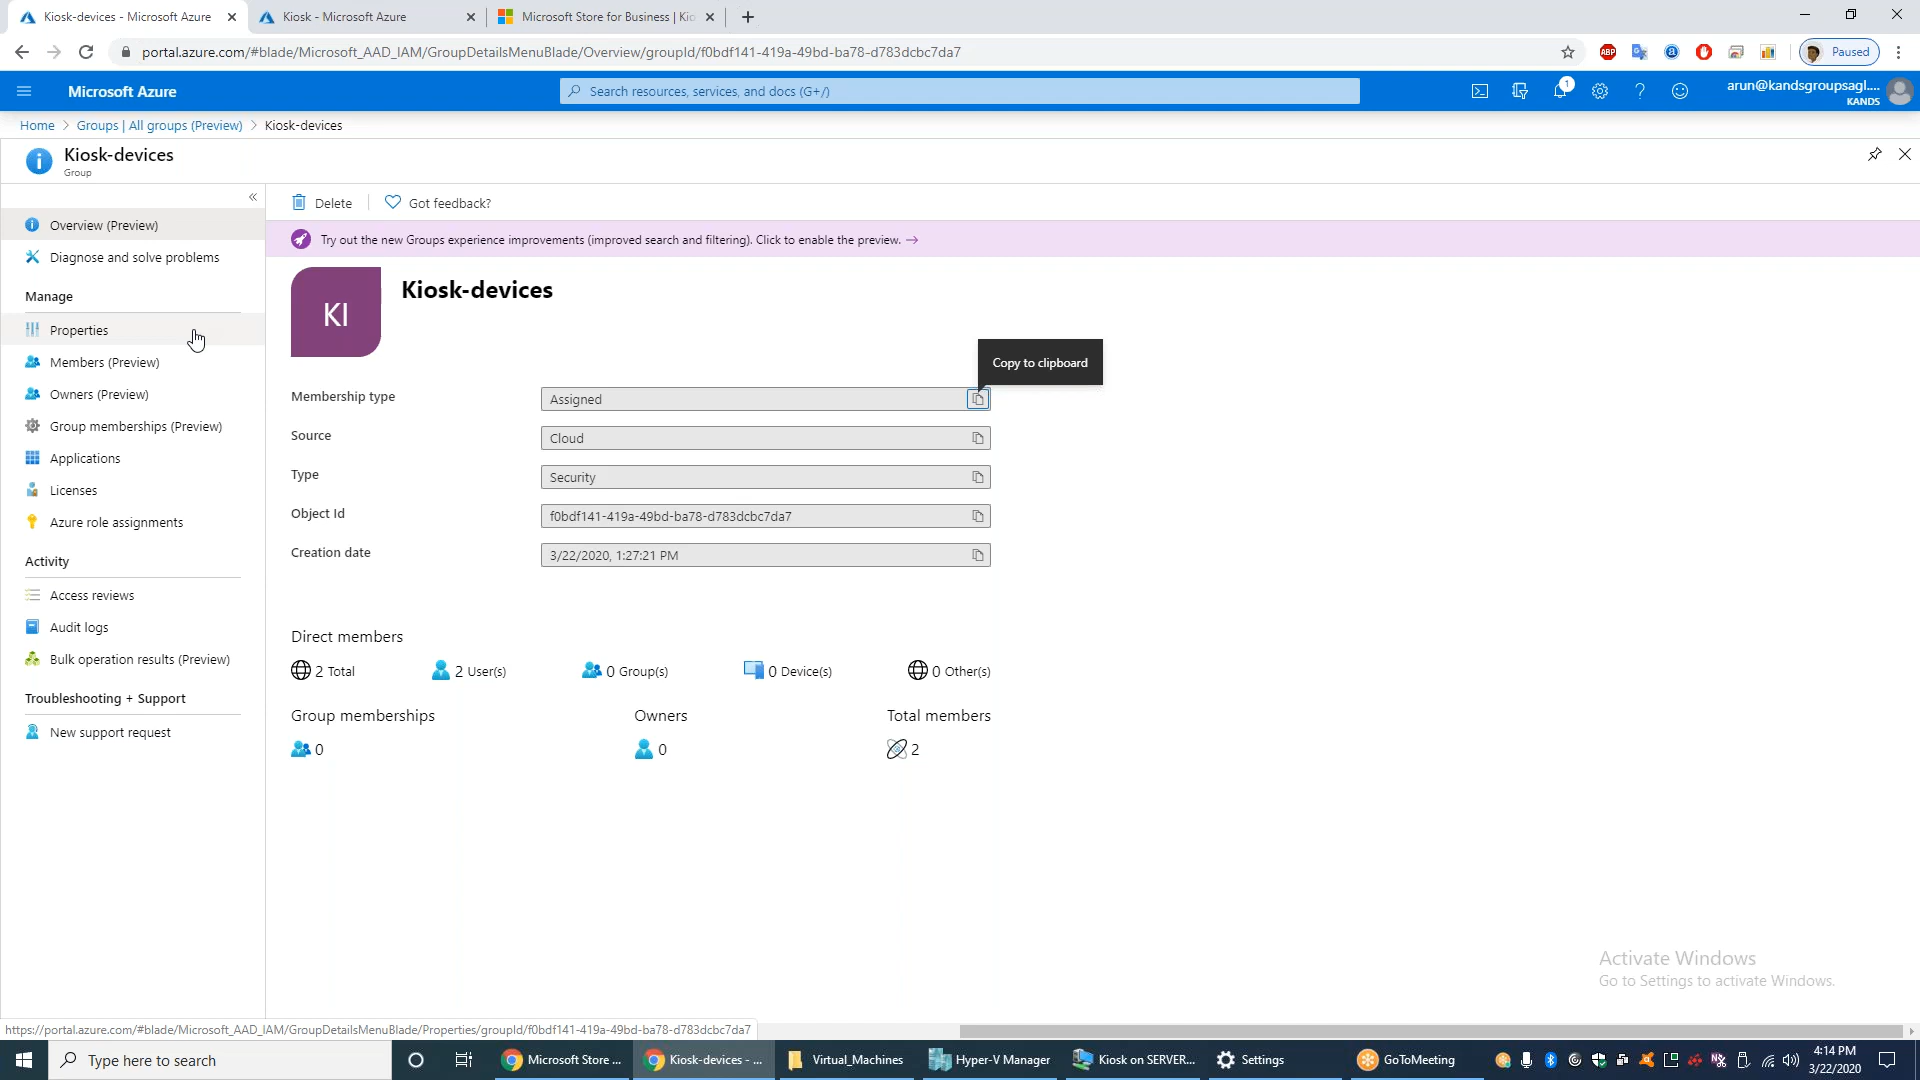 Kiosk-devices - Microsoft Azure
Kiosk - Microsoft Azure
Microsoft Store for Business | Kio
portal.azure.com/#blade/Microsoft_AAD_IAM/GroupDetailsMenuBlade/Overview/groupId/f0bdf141-419a-49bd-ba78-d783dcbc7da7
ABP
Paused
Microsoft Azure
Search resources, services, and docs (G+/)
1
arun@kandsgroupsagl....
KANDS
Home > Groups | All groups (Preview) > Kiosk-devices
Kiosk-devices
Group
Overview (Preview)
Diagnose and solve problems
Manage
Properties
Members (Preview)
Owners (Preview)
Group memberships (Preview)
Applications
Licenses
Azure role assignments
Activity
Access reviews
Audit logs
Bulk operation results (Preview)
Troubleshooting + Support
New support request
Delete
Got feedback?
Try out the new Groups experience improvements (improved search and filtering). Click to enable the preview. →
KI
Kiosk-devices
Copy to clipboard
Membership type
Assigned
Source
Cloud
Type
Security
Object Id
f0bdf141-419a-49bd-ba78-d783dcbc7da7
Creation date
3/22/2020, 1:27:21 PM
Direct members
2 Total
2 User(s)
0 Group(s)
0 Device(s)
0 Other(s)
Group memberships
Owners
Total members
0
0
2
Activate Windows
Go to Settings to activate Windows.
https://portal.azure.com/#blade/Microsoft_AAD_IAM/GroupDetailsMenuBlade/Properties/groupId/f0bdf141-419a-49bd-ba78-d783dcbc7da7
Type here to search
Microsoft Store ...
Kiosk-devices - ...
Virtual_Machines
Hyper-V Manager
Kiosk on SERVER...
Settings
GoToMeeting
4:14 PM
3/22/2020